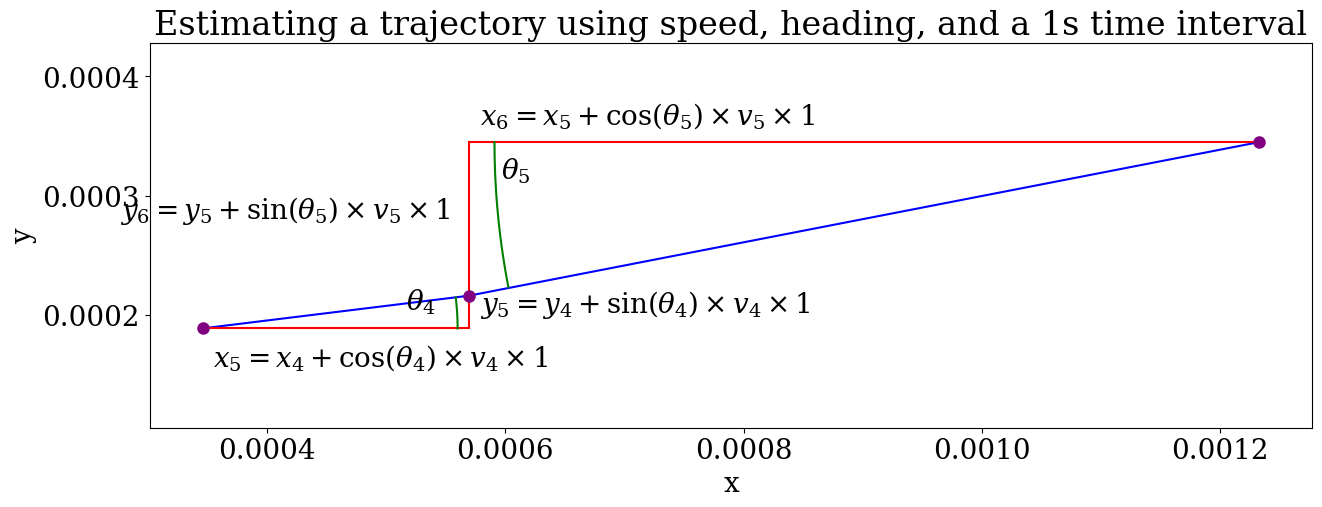 Estimating a trajectory using speed, heading, and a 1s time interval
0.0004
x₆ = x₅ + cos(θ₅) × v₅ × 1
θ₅
0.0003
y₆ = y₅ + sin(θ₅) × v₅ × 1
y
θ₄
y₅ = y₄ + sin(θ₄) × v₄ × 1
0.0002
x₅ = x₄ + cos(θ₄) × v₄ × 1
0.0004 0.0006 0.0008 0.0010 0.0012
x